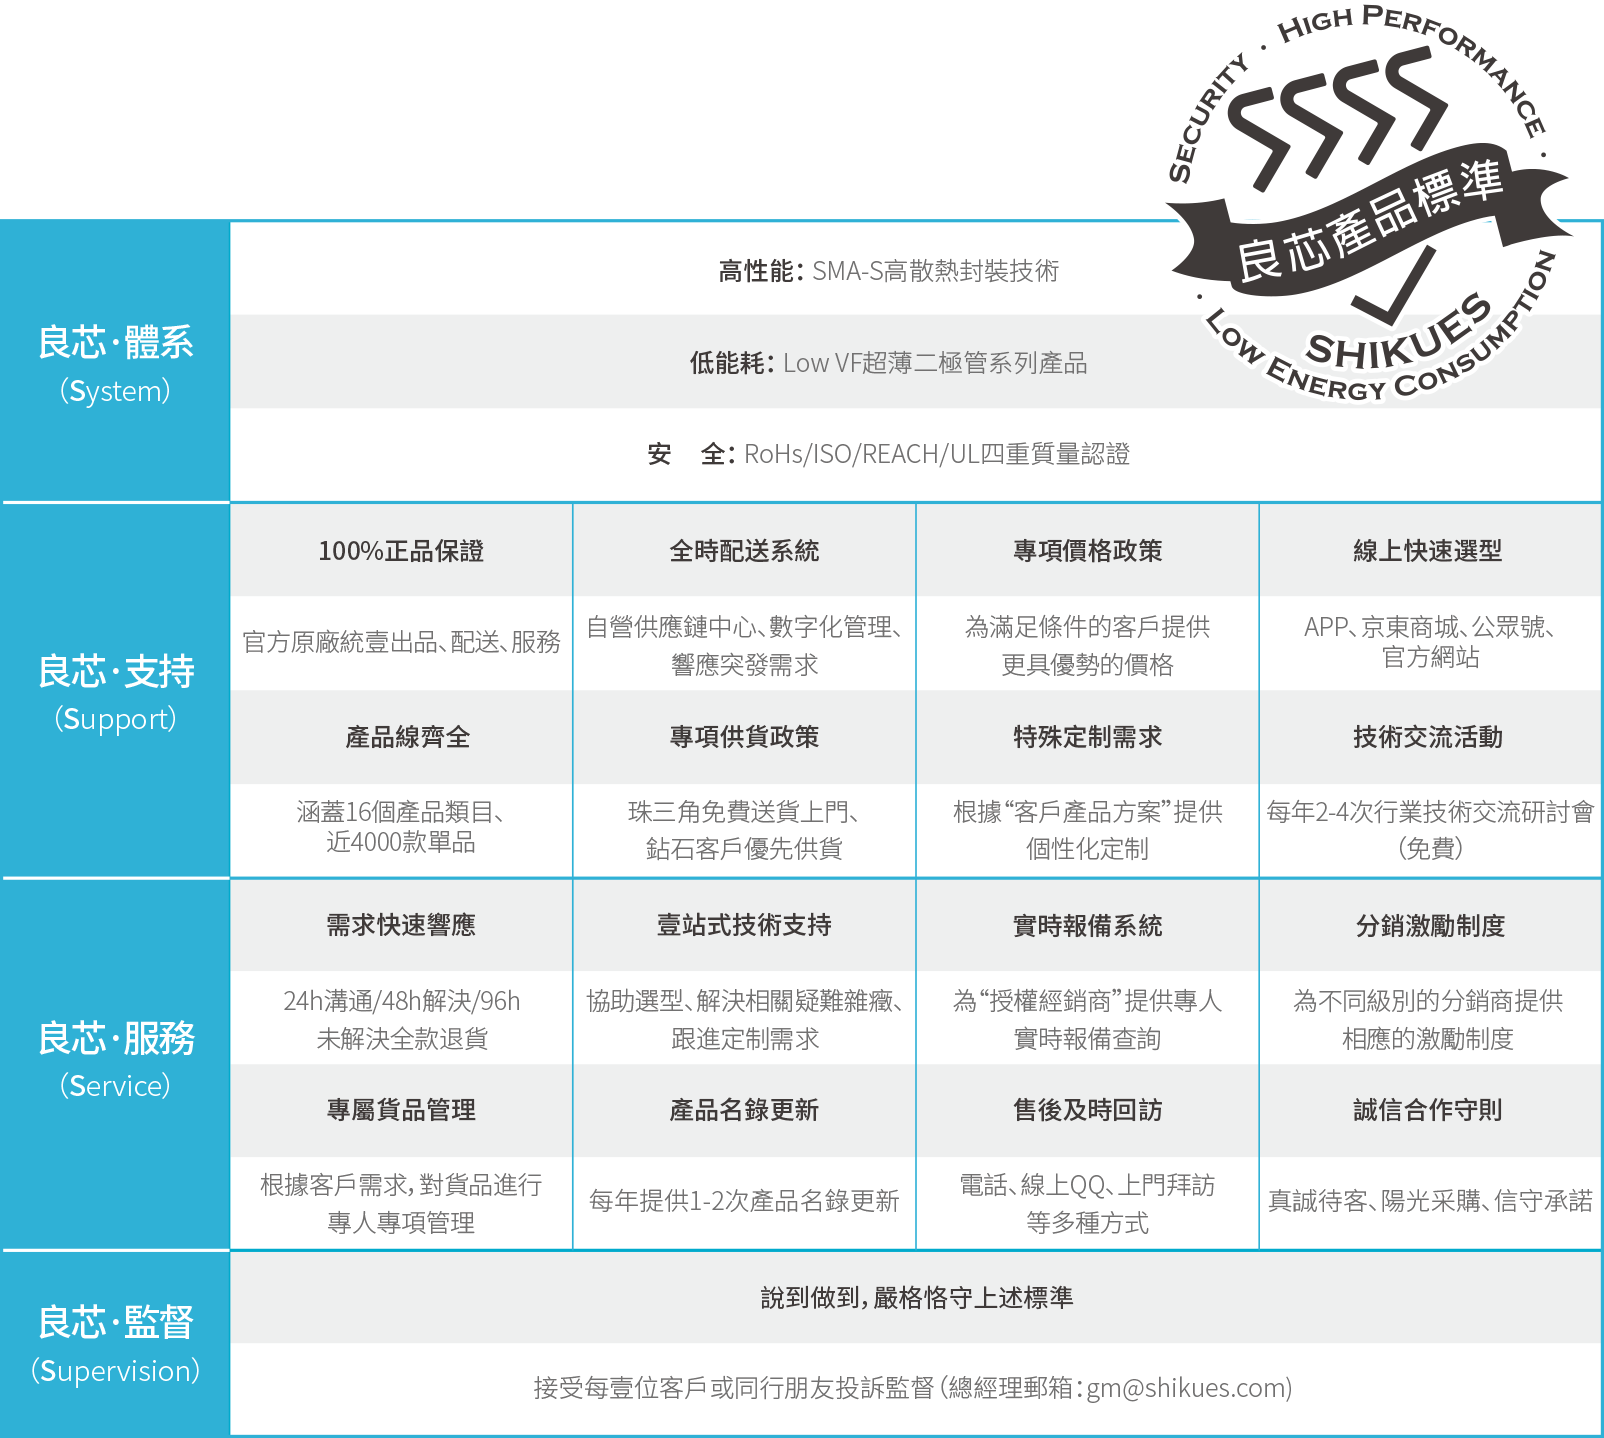 SECURITY · HIGH PERFORMANCE ·
良芯產品標準
SHIKUES
· LOW ENERGY CONSUMPTION
良芯·體系
（System）
高性能：SMA-S高散熱封裝技術
低能耗：Low VF超薄二極管系列產品
安 全：RoHs/ISO/REACH/UL四重質量認證
良芯·支持
（Support）
100%正品保證
全時配送系統
專項價格政策
線上快速選型
官方原廠統壹出品、配送、服務
自營供應鏈中心、數字化管理、
響應突發需求
為滿足條件的客戶提供
更具優勢的價格
APP、京東商城、公眾號、
官方網站
產品線齊全
專項供貨政策
特殊定制需求
技術交流活動
涵蓋16個產品類目、
近4000款單品
珠三角免費送貨上門、
鉆石客戶優先供貨
根據“客戶產品方案”提供
個性化定制
每年2-4次行業技術交流研討會
（免費）
良芯·服務
（Service）
需求快速響應
壹站式技術支持
實時報備系統
分銷激勵制度
24h溝通/48h解決/96h
未解決全款退貨
協助選型、解決相關疑難雜癥、
跟進定制需求
為“授權經銷商”提供專人
實時報備查詢
為不同級別的分銷商提供
相應的激勵制度
專屬貨品管理
產品名錄更新
售後及時回訪
誠信合作守則
根據客戶需求，對貨品進行
專人專項管理
每年提供1-2次產品名錄更新
電話、線上QQ、上門拜訪
等多種方式
真誠待客、陽光采購、信守承諾
良芯·監督
（Supervision）
說到做到，嚴格恪守上述標準
接受每壹位客戶或同行朋友投訴監督（總經理郵箱：gm@shikues.com)